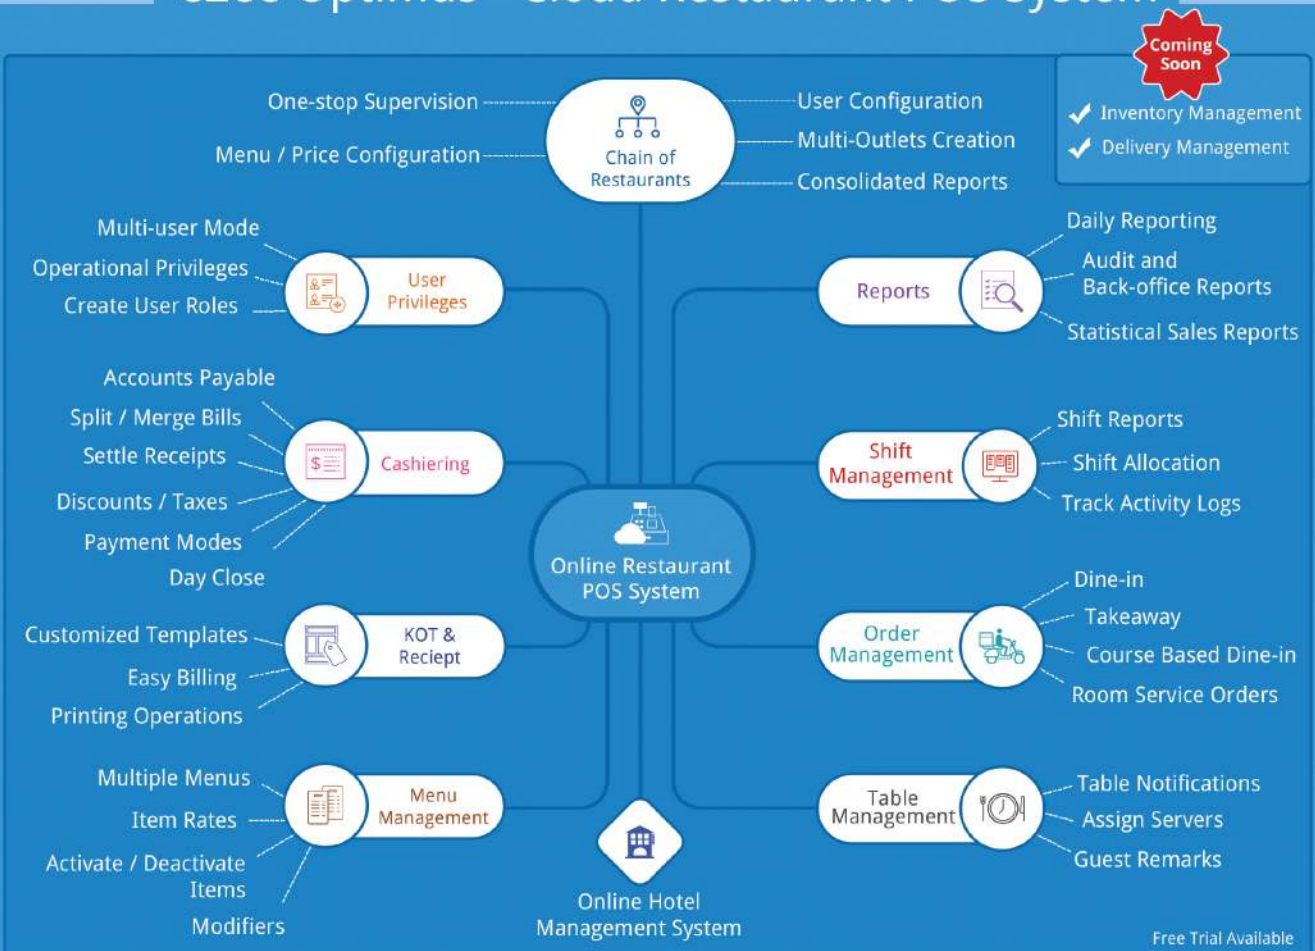 Coming
Soon
Inventory Management
Delivery Management
One-stop Supervision
Menu / Price Configuration
Chain of
Restaurants
User Configuration
Multi-Outlets Creation
Consolidated Reports
Multi-user Mode
Operational Privileges
Create User Roles
User
Privileges
Reports
Daily Reporting
Audit and
Back-office Reports
Statistical Sales Reports
Accounts Payable
Split / Merge Bills
Settle Receipts
Discounts / Taxes
Payment Modes
Day Close
$
Cashiering
Shift
Management
Shift Reports
Shift Allocation
Track Activity Logs
Online Restaurant
POS System
Customized Templates
Easy Billing
Printing Operations
KOT &
Reciept
Order
Management
Dine-in
Takeaway
Course Based Dine-in
Room Service Orders
Multiple Menus
Item Rates
Activate / Deactivate
Items
Modifiers
Menu
Management
Table
Management
Table Notifications
Assign Servers
Guest Remarks
Online Hotel
Management System
Free Trial Available